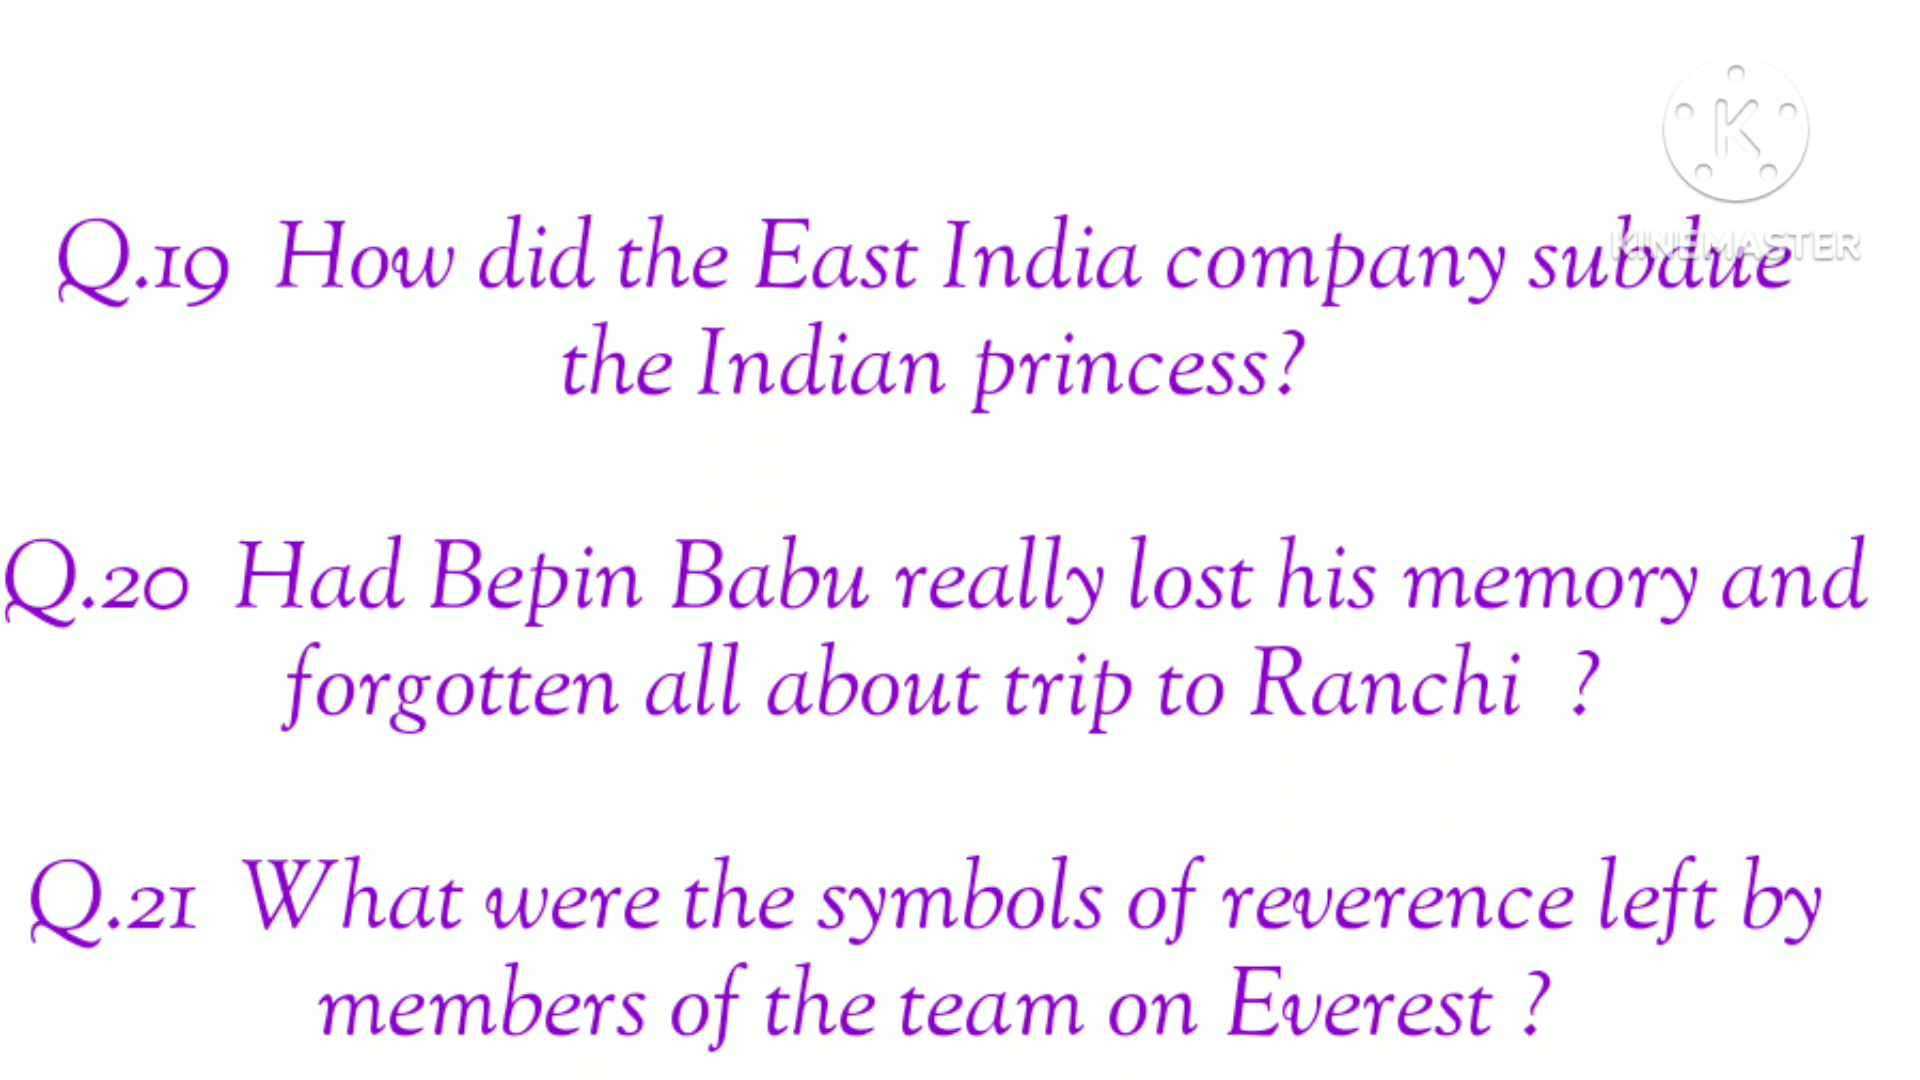 K
KINEMASTER
Q.19 How did the East India company subdue
the Indian princess?
Q.20 Had Bepin Babu really lost his memory and
forgotten all about trip to Ranchi ?
Q.21 What were the symbols of reverence left by
members of the team on Everest ?